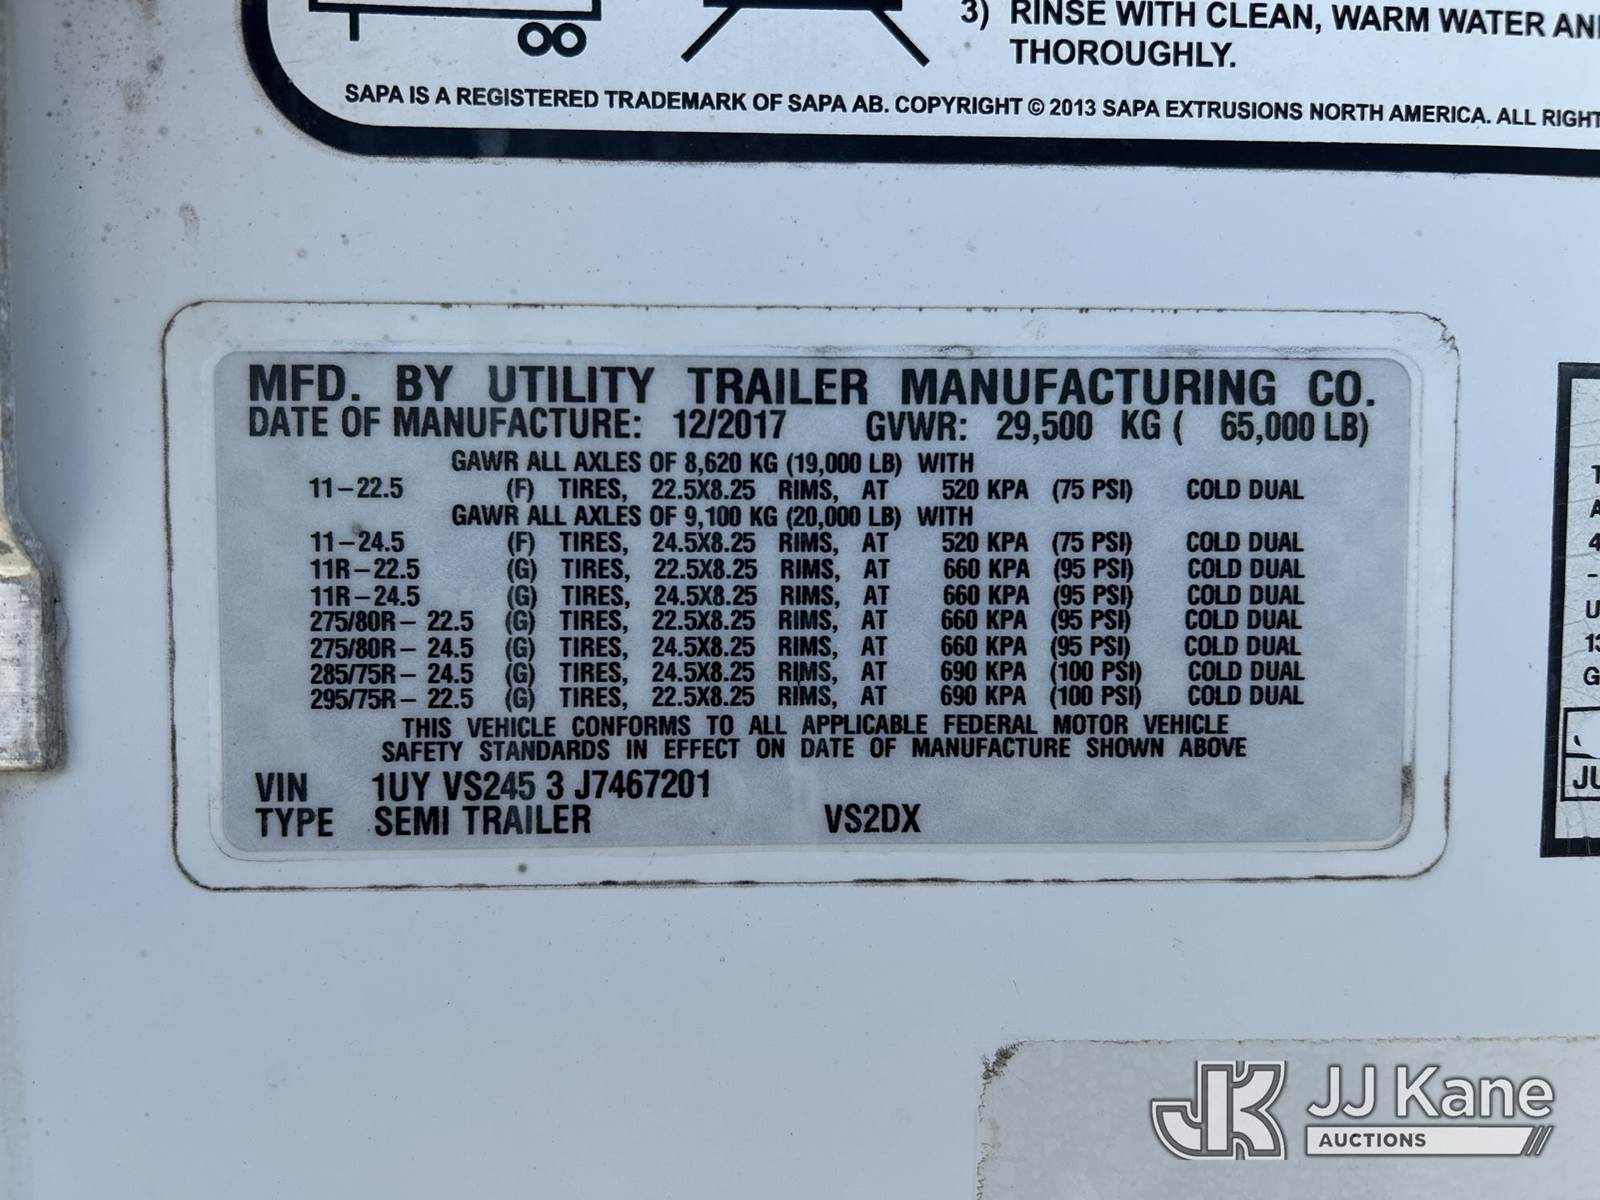 3) RINSE WITH CLEAN, WARM WATER AN
THOROUGHLY.
SAPA IS A REGISTERED TRADEMARK OF SAPA AB. COPYRIGHT © 2013 SAPA EXTRUSIONS NORTH AMERICA. ALL RIGHT
MFD. BY UTILITY TRAILER MANUFACTURING CO.
DATE OF MANUFACTURE: 12/2017 GVWR: 29,500 KG ( 65,000 LB)
GAWR ALL AXLES OF 8,620 KG (19,000 LB) WITH
11-22.5 (F) TIRES, 22.5X8.25 RIMS, AT 520 KPA (75 PSI) COLD DUAL
GAWR ALL AXLES OF 9,100 KG (20,000 LB) WITH
11-24.5 (F) TIRES, 24.5X8.25 RIMS, AT 520 KPA (75 PSI) COLD DUAL
11R-22.5 (G) TIRES, 22.5X8.25 RIMS, AT 660 KPA (95 PSI) COLD DUAL
11R-24.5 (G) TIRES, 24.5X8.25 RIMS, AT 660 KPA (95 PSI) COLD DUAL
275/80R- 22.5 (G) TIRES, 22.5X8.25 RIMS, AT 660 KPA (95 PSI) COLD DUAL
275/80R- 24.5 (G) TIRES, 24.5X8.25 RIMS, AT 660 KPA (95 PSI) COLD DUAL
285/75R- 24.5 (G) TIRES, 24.5X8.25 RIMS, AT 690 KPA (100 PSI) COLD DUAL
295/75R- 22.5 (G) TIRES, 22.5X8.25 RIMS, AT 690 KPA (100 PSI) COLD DUAL
THIS VEHICLE CONFORMS TO ALL APPLICABLE FEDERAL MOTOR VEHICLE
SAFETY STANDARDS IN EFFECT ON DATE OF MANUFACTURE SHOWN ABOVE
VIN 1UY VS245 3 J7467201
TYPE SEMI TRAILER VS2DX
JU
JK JJ Kane
AUCTIONS